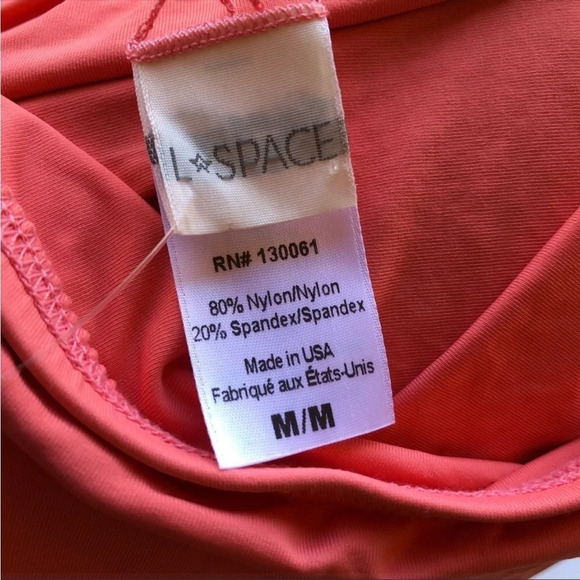 L☆SPACE
RN# 130061
80% Nylon/Nylon
20% Spandex/Spandex
Made in USA
Fabriqué aux États-Unis
M/M